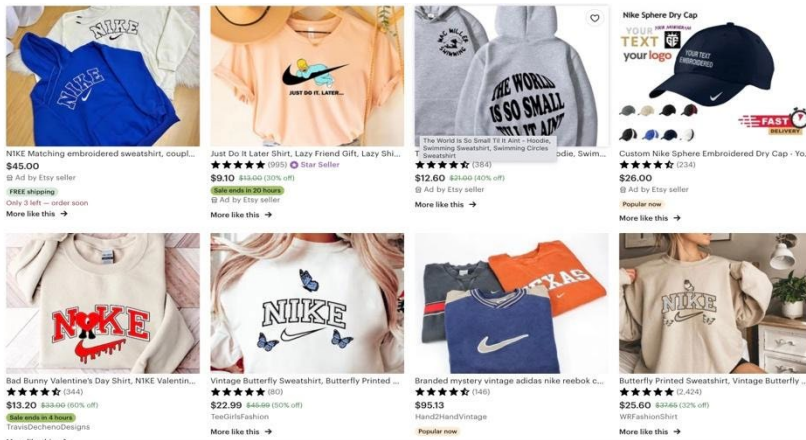 NIKE
NIKE
N1KE Matching embroidered sweatshirt, coupl...
$45.00
Ad by Etsy seller
FREE shipping
Only 3 left — order soon
More like this →
JUST DO IT. LATER...
Just Do It Later Shirt, Lazy Friend Gift, Lazy Shi...
(995) Star Seller
$9.10 $13.00 (30% off)
Sale ends in 20 hours
Ad by Etsy seller
More like this →
MAC MILLER
SWIMMING
THE WORLD
IS SO SMALL
TILL IT AIN'T
The World Is So Small Til It Aint - Hoodie,
Swimming Sweatshirt, Swimming Circles
Sweatshirt
T
odie, Swim...
(384)
$12.60 $21.00 (40% off)
Ad by Etsy seller
More like this →
Nike Sphere Dry Cap
YOUR
TEXT
your logo
YOUR TEXT
EMBROIDERED
FAST
DELIVERY
Custom Nike Sphere Embroidered Dry Cap - Yo...
(234)
$26.00
Popular now
More like this →
Bad Bunny Valentine's Day Shirt, N1KE Valentin...
(344)
$13.20 $33.00 (60% off)
Sale ends in 4 hours
TravisDechenoDesigns
NIKE
Vintage Butterfly Sweatshirt, Butterfly Printed ...
(80)
$22.99 $45.99 (50% off)
TeeGirlsFashion
More like this →
TEXAS
Branded mystery vintage adidas nike reebok c...
(146)
$95.13
Hand2HandVintage
Popular now
NIKE
Butterfly Printed Sweatshirt, Vintage Butterfly ...
(2,424)
$25.60 $37.65 (32% off)
WRFashionShirt
More like this →